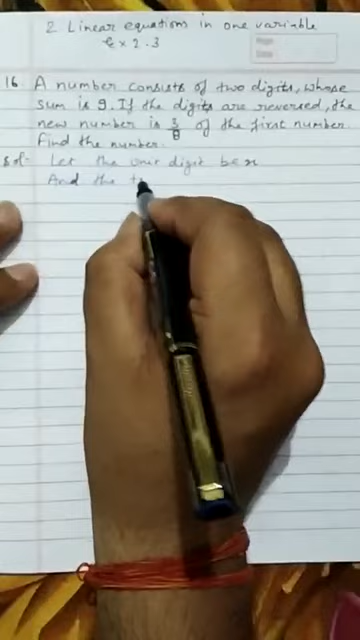 2. Linear equations in one variable
Ex 2.3
Page:
Date:
16 A number consists of two digits, whose
sum is 9. If the digits are reversed, the
new number is 3/8 of the first number.
Find the number.
Sol:- Let the one digit be x
And the t